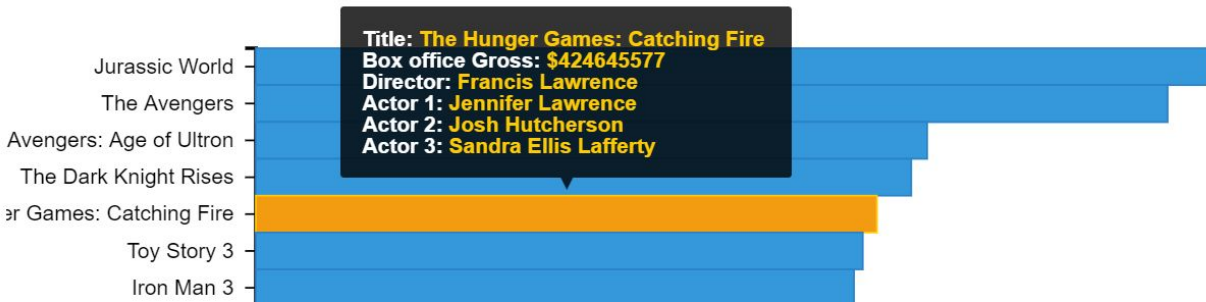 Title: The Hunger Games: Catching Fire
Box office Gross: $424645577
Director: Francis Lawrence
Actor 1: Jennifer Lawrence
Actor 2: Josh Hutcherson
Actor 3: Sandra Ellis Lafferty
Jurassic World
The Avengers
Avengers: Age of Ultron
The Dark Knight Rises
er Games: Catching Fire
Toy Story 3
Iron Man 3